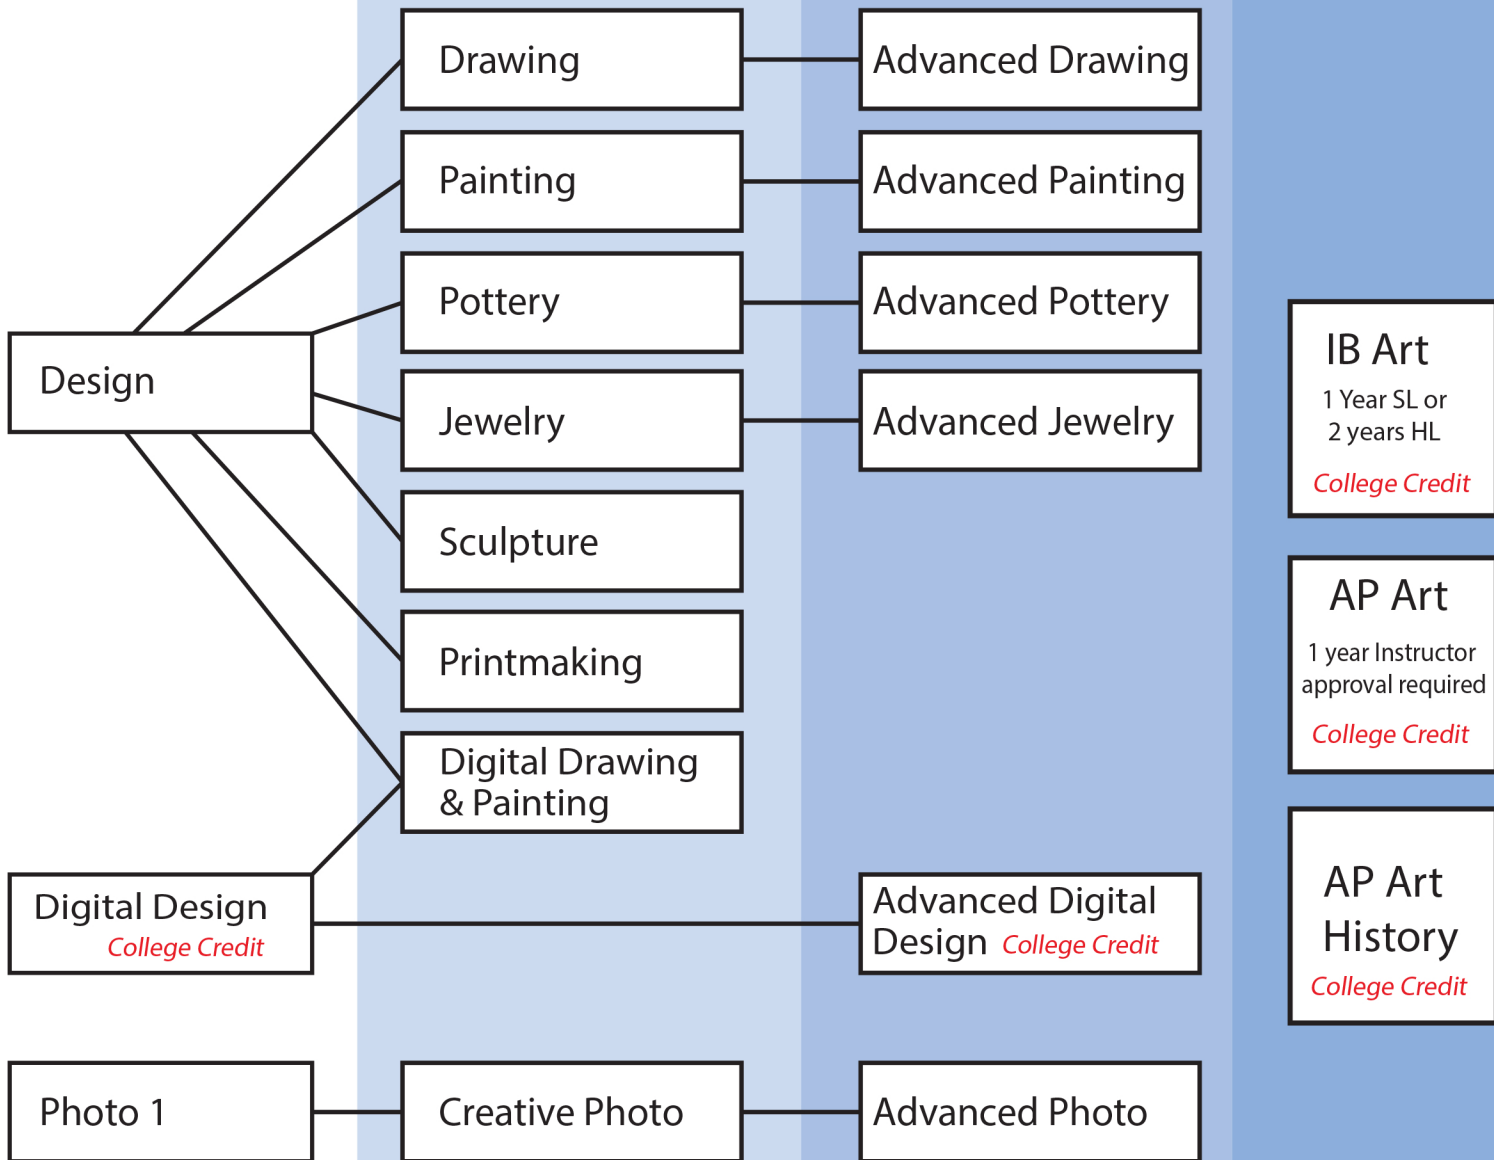 Drawing
Advanced Drawing
Painting
Advanced Painting
Pottery
Advanced Pottery
Design
Jewelry
Advanced Jewelry
Sculpture
Printmaking
Digital Drawing
& Painting
Digital Design
College Credit
Advanced Digital
Design College Credit
Photo 1
Creative Photo
Advanced Photo
IB Art
1 Year SL or
2 years HL
College Credit
AP Art
1 year Instructor
approval required
College Credit
AP Art
History
College Credit